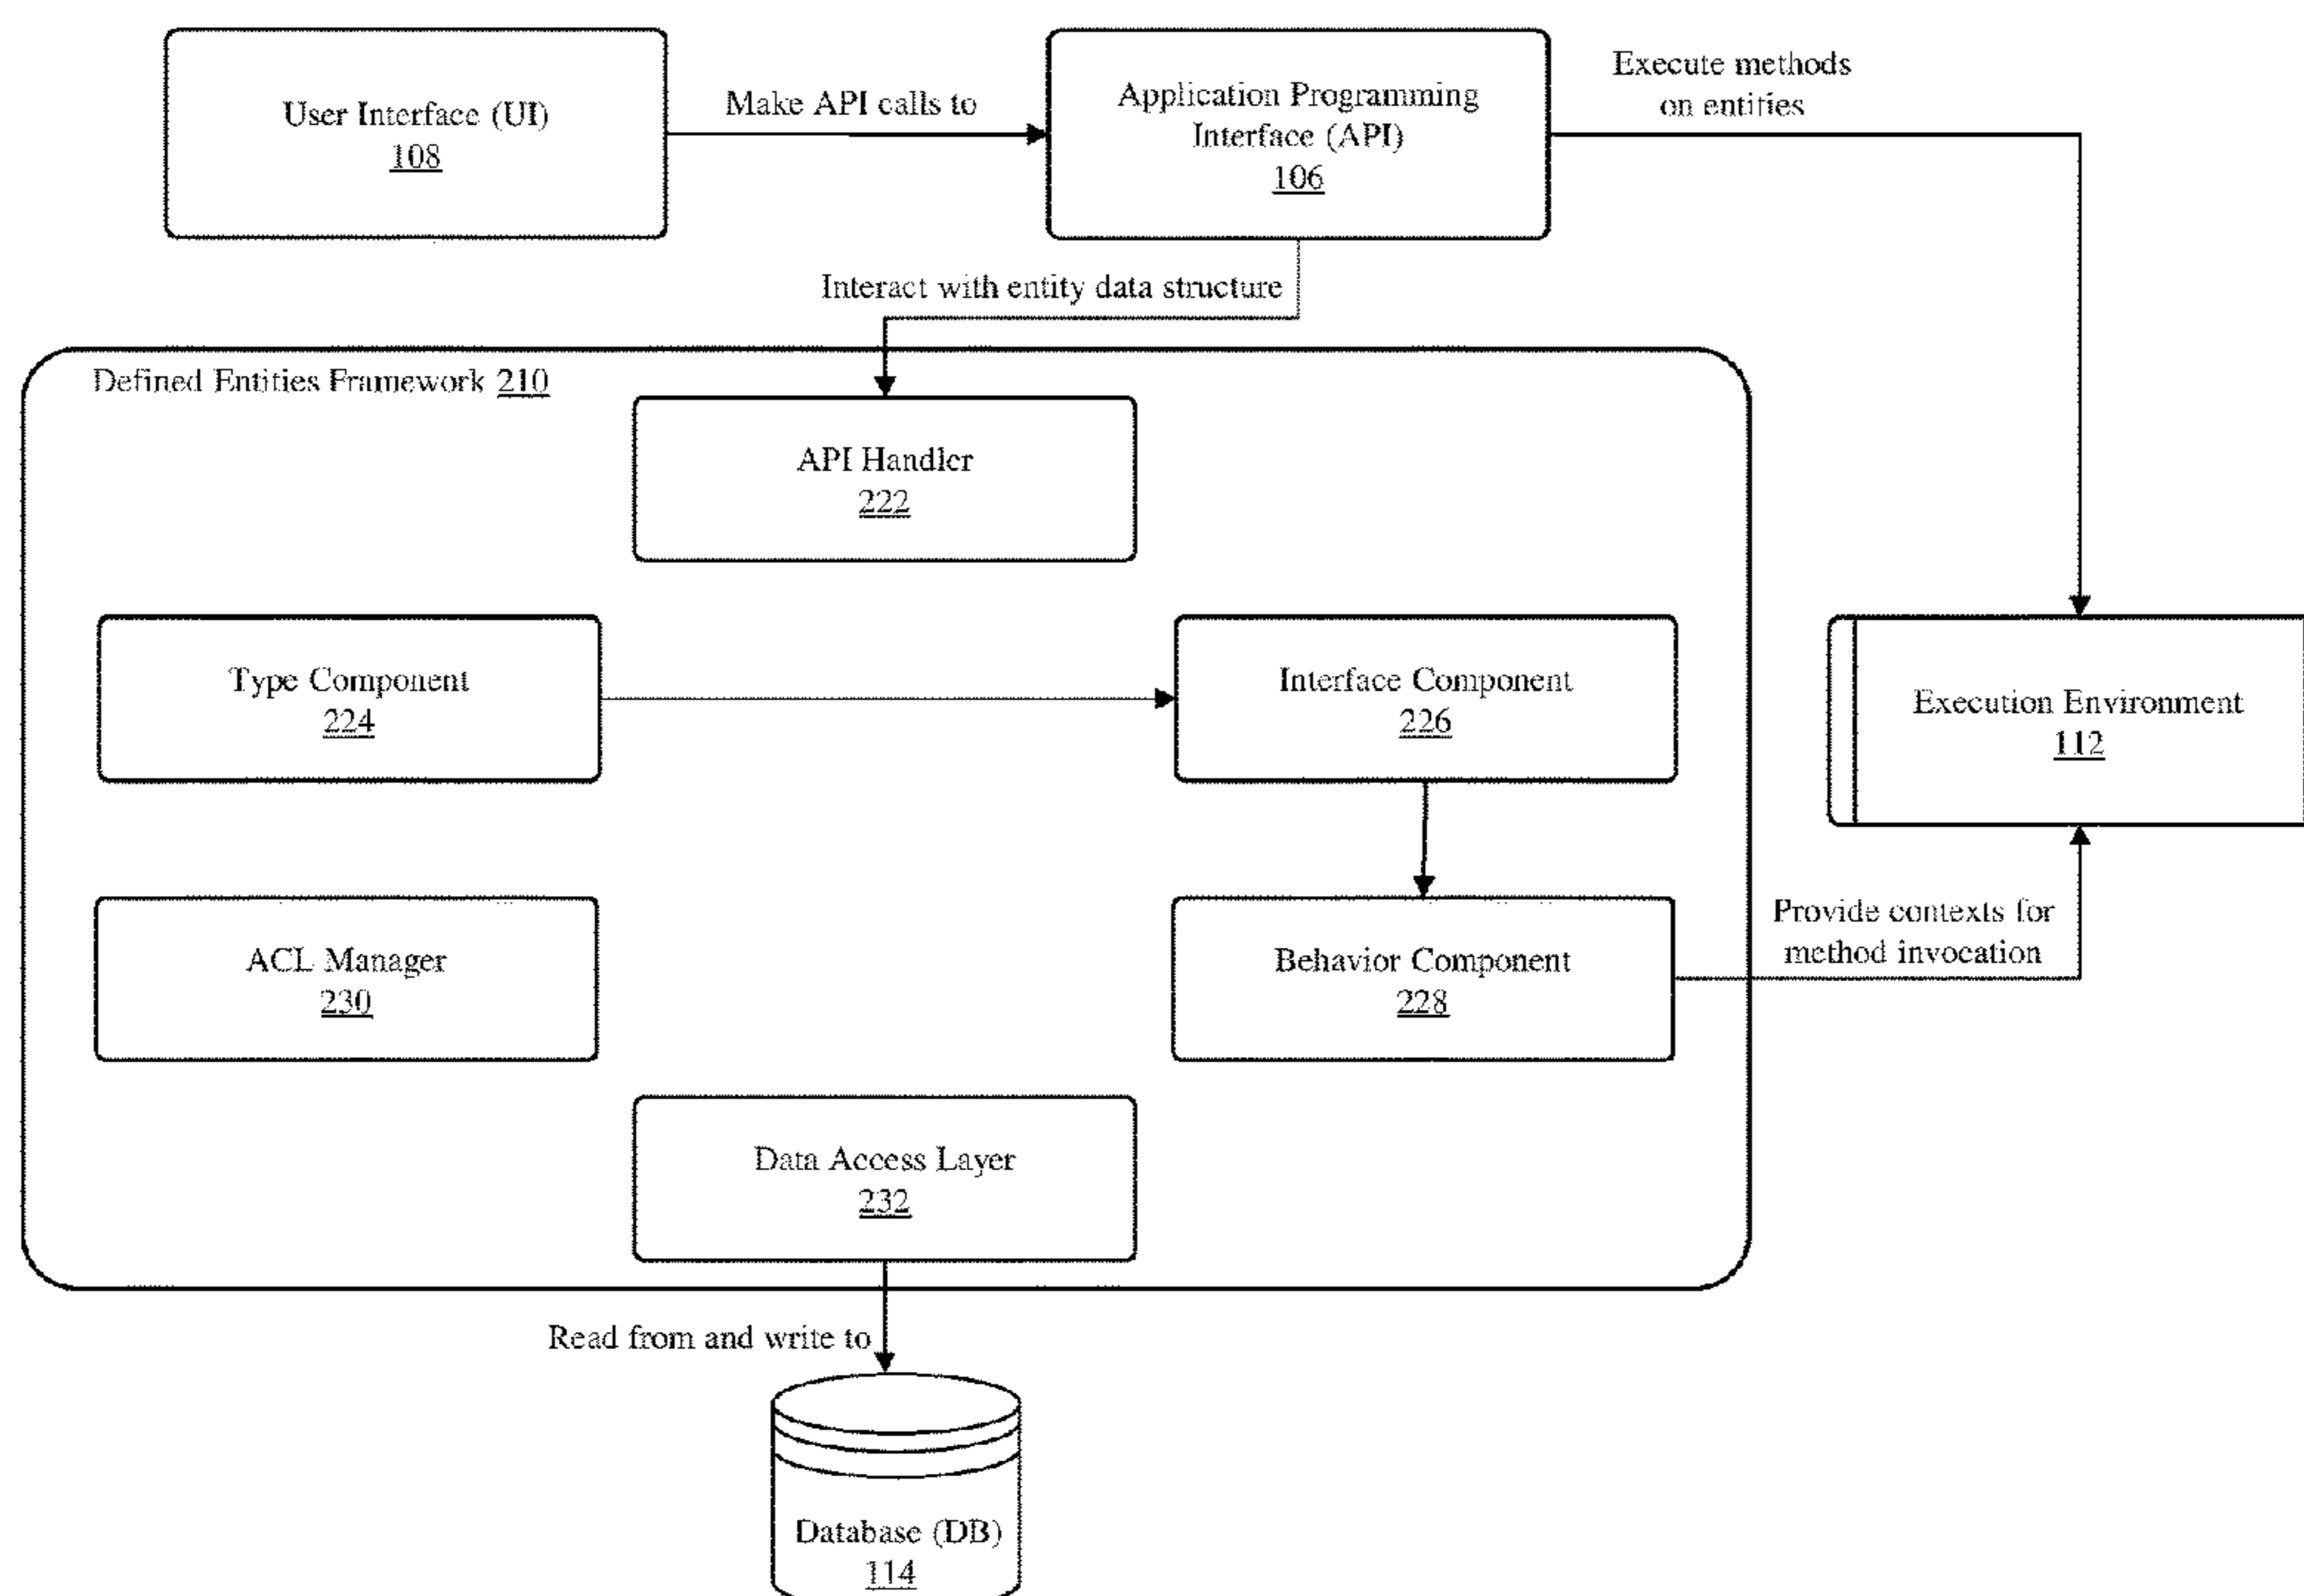 User Interface (UI)
108
Make API calls to
Application Programming
Interface (API)
106
Execute methods
on entities
Interact with entity data structure
Defined Entities Framework 210
API Handler
222
Type Component
224
Interface Component
226
Execution Environment
112
ACL Manager
230
Behavior Component
228
Provide contexts for
method invocation
Data Access Layer
232
Read from and write to
Database (DB)
114